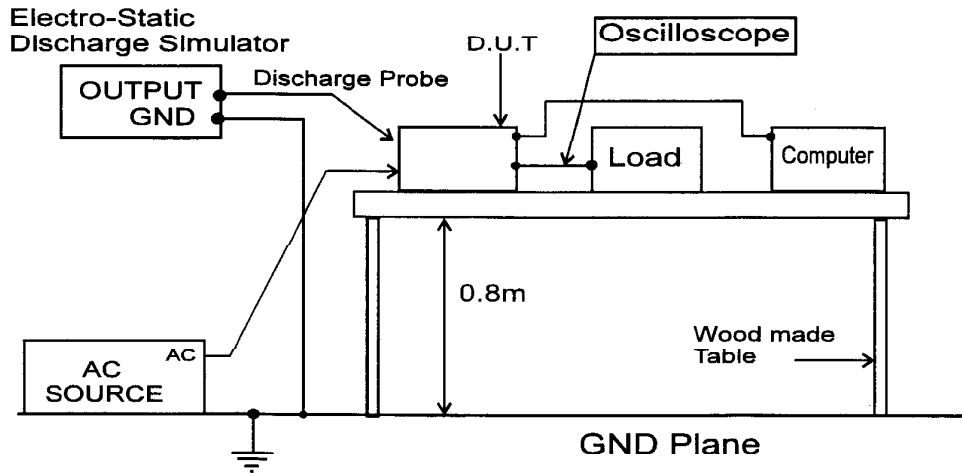 Electro-Static
Discharge Simulator
OUTPUT
GND
Discharge Probe
D.U.T
Oscilloscope
Load
Computer
0.8m
Wood made
Table
AC
AC
SOURCE
GND Plane